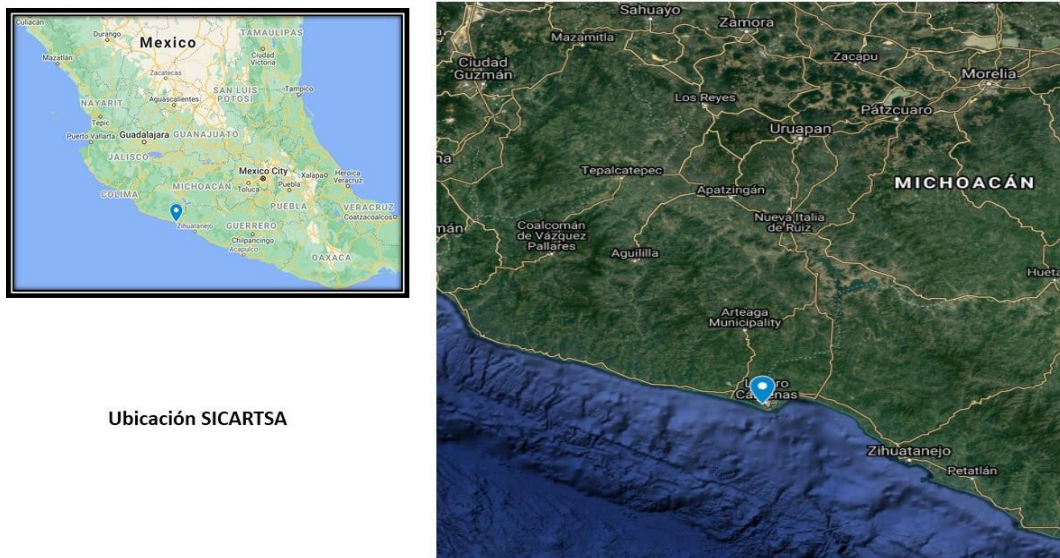 Culiacán
Durango
Mexico
TAMAULIPAS
Ciudad
Victoria
Mazatlán
Zacatecas
SAN LUIS
POTOSÍ
Tampico
Aguascalientes
NAYARIT
Tepic
Puerto Vallarta
Guadalajara
GUANAJUATO
JALISCO
Mexico City
Xalapa
Heroica
Veracruz
COLIMA
MICHOACÁN
Toluca
Puebla
PUEBLA
VERACRUZ
Coatzacoalcos
Zihuatanejo
GUERRERO
Chilpancingo
Acapulco
OAXACA
Ubicación SICARTSA
Sahuayo
Zamora
Mazamitla
Ciudad
Guzmán
Zacapu
Morelia
Los Reyes
Pátzcuaro
Uruapan
Tepalcatepec
Apatzingán
MICHOACÁN
Nueva Italia
de Ruiz
Coalcomán
de Vázquez
Pallares
Aguililla
Hueta
Arteaga
Municipality
Zihuatanejo
Petatlán